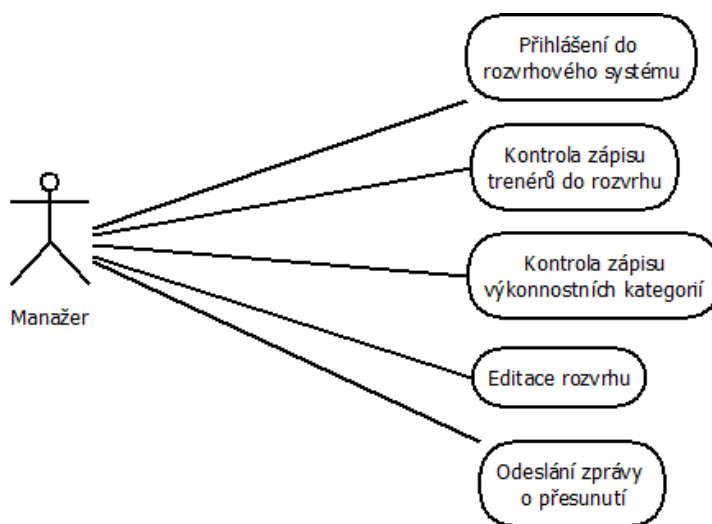 Přihlášení do
rozvrhového systému
Kontrola zápisu
trenérů do rozvrhu
Kontrola zápisu
výkonnostních kategorií
Manažer
Editace rozvrhu
Odeslání zprávy
o přesunutí